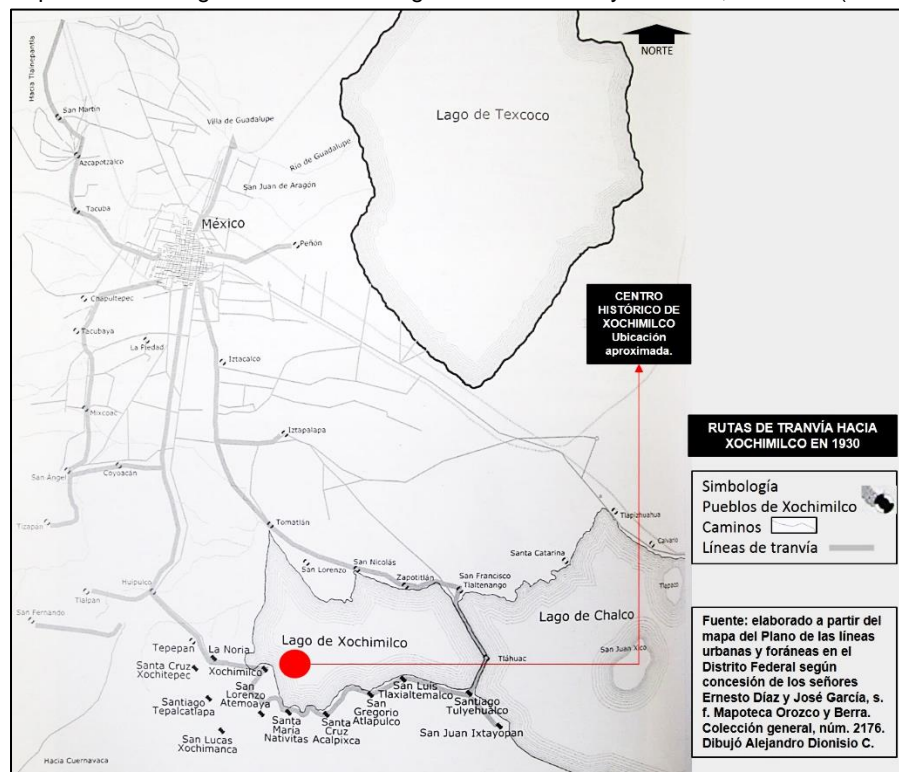 NORTE
Hacia Tlalnepantla
San Martín
Villa de Guadalupe
Lago de Texcoco
Azcapotzalco
Río de Guadalupe
San Juan de Aragón
Tacuba
México
Peñón
CENTRO
HISTÓRICO DE
XOCHIMILCO
Ubicación
aproximada.
Chapultepec
Tacubaya
La Piedad
Iztacalco
Mixcoac
Iztapalapa
RUTAS DE TRANVÍA HACIA
XOCHIMILCO EN 1930
San Angel
Coyoacán
Simbología
Pueblos de Xochimilco
Caminos
Líneas de tranvía
Tizapán
Tomatlán
Tlapizhuahua
Santa Catarina
San Lorenzo
San Nicolás
Zapotitlán
San Francisco
Tlaltenango
Huipulco
Tlalpan
San Fernando
Lago de Chalco
Fuente: elaborado a partir del
mapa del Plano de las líneas
urbanas y foráneas en el
Distrito Federal según
concesión de los señores
Ernesto Díaz y José García, s.
f. Mapoteca Orozco y Berra.
Colección general, núm. 2176.
Dibujó Alejandro Dionisio C.
Tepepan
La Noria
Lago de Xochimilco
San Juan Xico
Santa Cruz
Xochitepec
Xochimilco
Tláhuac
San
Lorenzo
Atemoaya
San Luis
Tlaxialtemalco
Santiago
Tepalcatlapa
San
Gregorio
Atlapulco
Santiago
Tulyehualco
Santa
María
Nativitas
Santa
Cruz
Acalpixca
San Juan Ixtayopan
San Lucas
Xochimanca
Hacia Cuernavaca